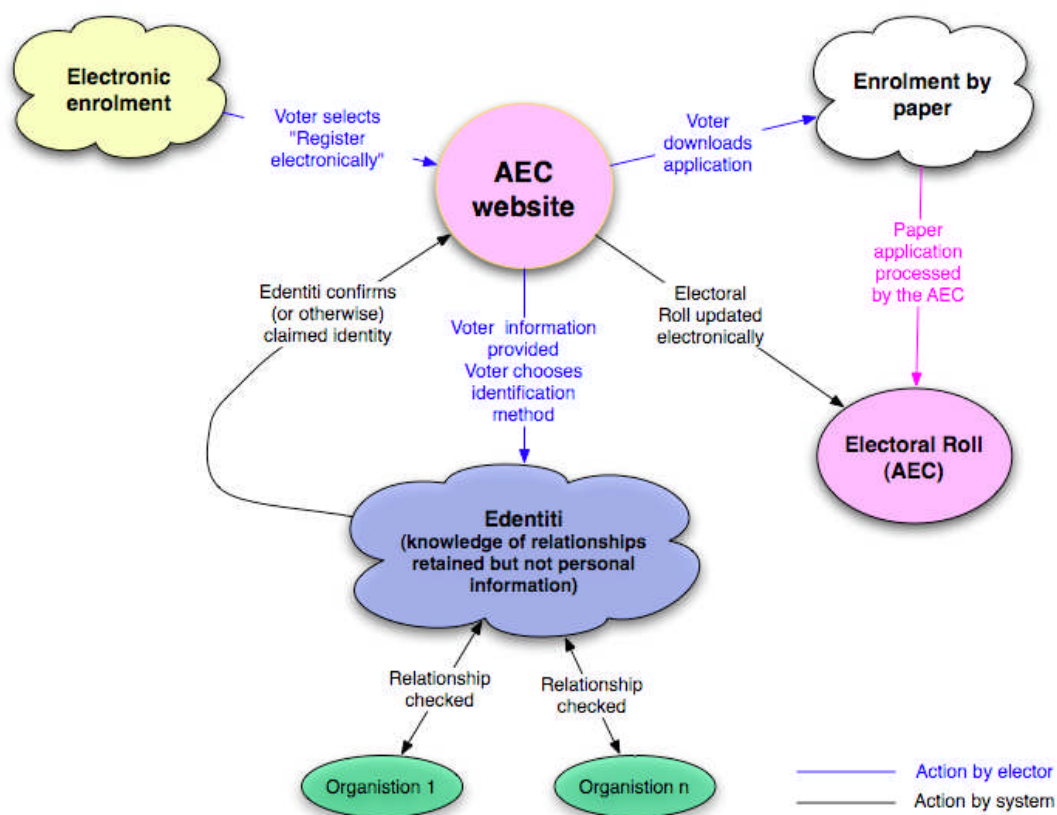 Electronic
enrolment
Voter selects
"Register
electronically"
AEC
website
Voter
downloads
application
Enrolment by
paper
Paper
application
processed
by the AEC
Edentiti confirms
(or otherwise)
claimed identity
Voter information
provided
Voter chooses
identification
method
Electoral
Roll updated
electronically
Electoral Roll
(AEC)
Edentiti
(knowledge of relationships
retained but not personal
information)
Relationship
checked
Relationship
checked
Organistion 1
Organistion n
Action by elector
Action by system